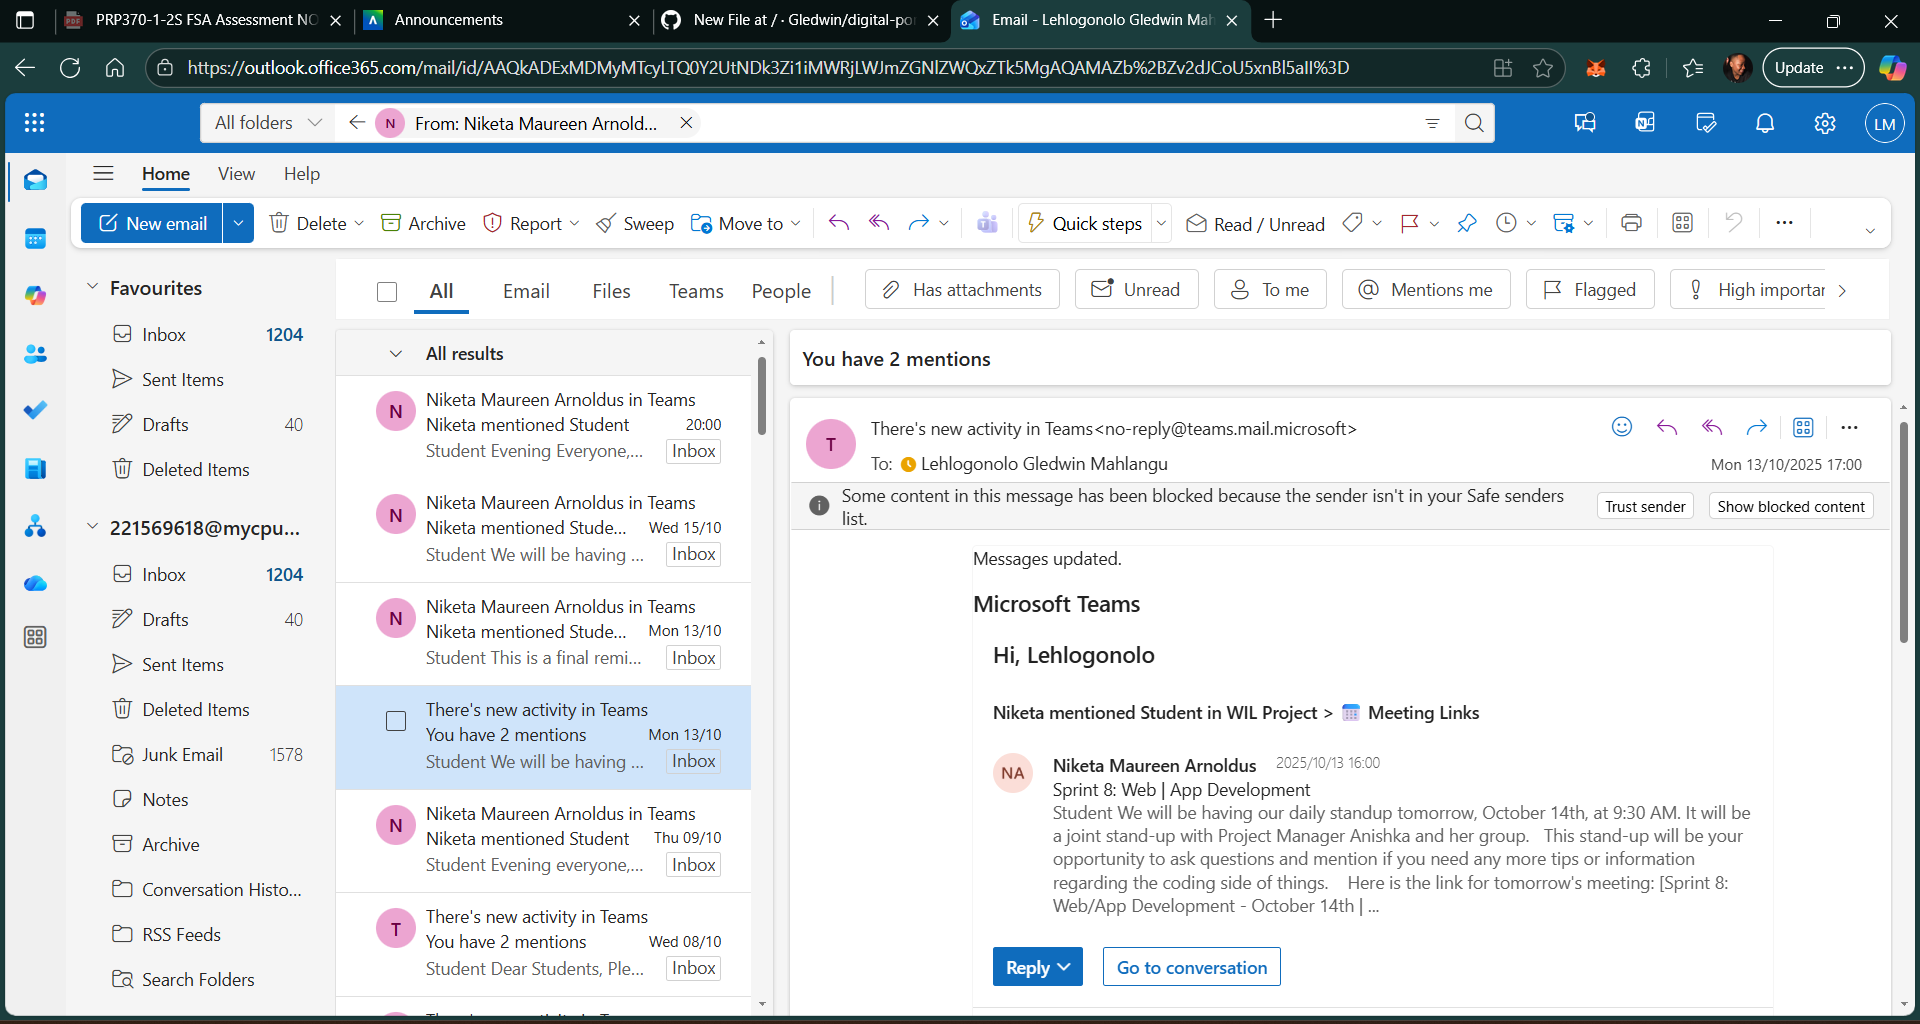 PRP370-1-2S FSA Assessment NO
Announcements
New File at / · Gledwin/digital-po
Email - Lehlogonolo Gledwin Mah
https://outlook.office365.com/mail/id/AAQkADExMDMyMTcyLTQ0Y2UtNDk3Zi1iMWRjLWJmZGNlZWQxZTk5MgAQAMAZb%2BZv2dJCoU5xnBl5aII%3D
Update
All folders
N
From: Niketa Maureen Arnold...
LM
Home
View
Help
New email
Delete
Archive
Report
Sweep
Move to
Quick steps
Read / Unread
Favourites
Inbox 1204
Sent Items
Drafts 40
Deleted Items
221569618@mycpu...
Inbox 1204
Drafts 40
Sent Items
Deleted Items
Junk Email 1578
Notes
Archive
Conversation Histo...
RSS Feeds
Search Folders
All
Email
Files
Teams
People
Has attachments
Unread
To me
Mentions me
Flagged
High importar
All results
N
Niketa Maureen Arnoldus in Teams
Niketa mentioned Student 20:00
Student Evening Everyone,... Inbox
N
Niketa Maureen Arnoldus in Teams
Niketa mentioned Stude... Wed 15/10
Student We will be having ... Inbox
N
Niketa Maureen Arnoldus in Teams
Niketa mentioned Stude... Mon 13/10
Student This is a final remi... Inbox
There's new activity in Teams
You have 2 mentions Mon 13/10
Student We will be having ... Inbox
N
Niketa Maureen Arnoldus in Teams
Niketa mentioned Student Thu 09/10
Student Evening everyone,... Inbox
T
There's new activity in Teams
You have 2 mentions Wed 08/10
Student Dear Students, Ple... Inbox
You have 2 mentions
T
There's new activity in Teams<no-reply@teams.mail.microsoft>
To: Lehlogonolo Gledwin Mahlangu
Mon 13/10/2025 17:00
Some content in this message has been blocked because the sender isn't in your Safe senders
list.
Trust sender
Show blocked content
Messages updated.
Microsoft Teams
Hi, Lehlogonolo
Niketa mentioned Student in WIL Project > Meeting Links
NA
Niketa Maureen Arnoldus 2025/10/13 16:00
Sprint 8: Web | App Development
Student We will be having our daily standup tomorrow, October 14th, at 9:30 AM. It will be
a joint stand-up with Project Manager Anishka and her group. This stand-up will be your
opportunity to ask questions and mention if you need any more tips or information
regarding the coding side of things. Here is the link for tomorrow's meeting: [Sprint 8:
Web/App Development - October 14th | ...
Reply
Go to conversation